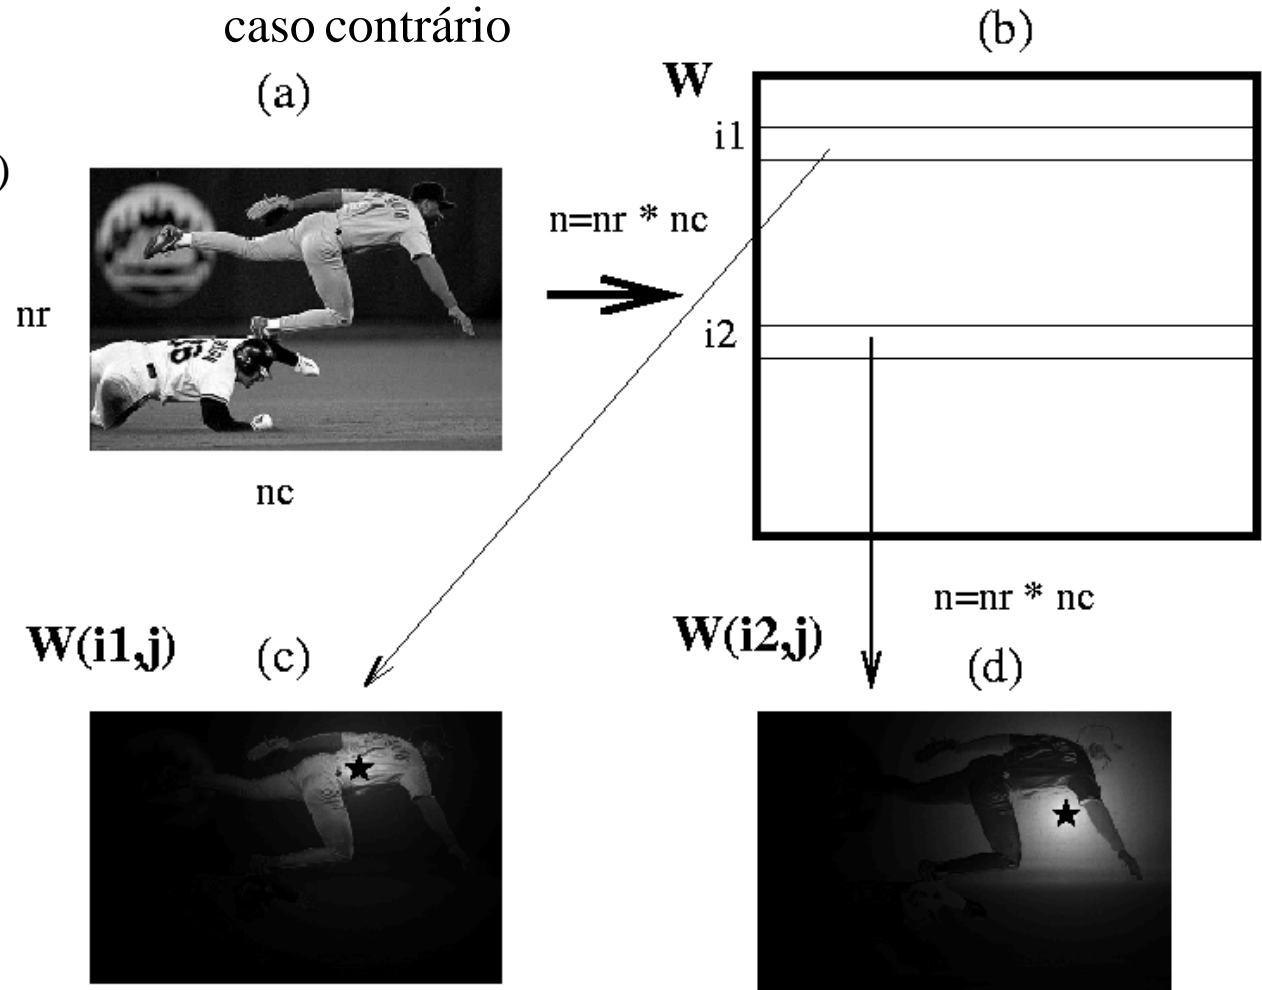 caso contrário
(a)
(b)
W
i1
)
n=nr * nc
nr
i2
nc
n=nr * nc
W(i1,j)
(c)
W(i2,j)
(d)